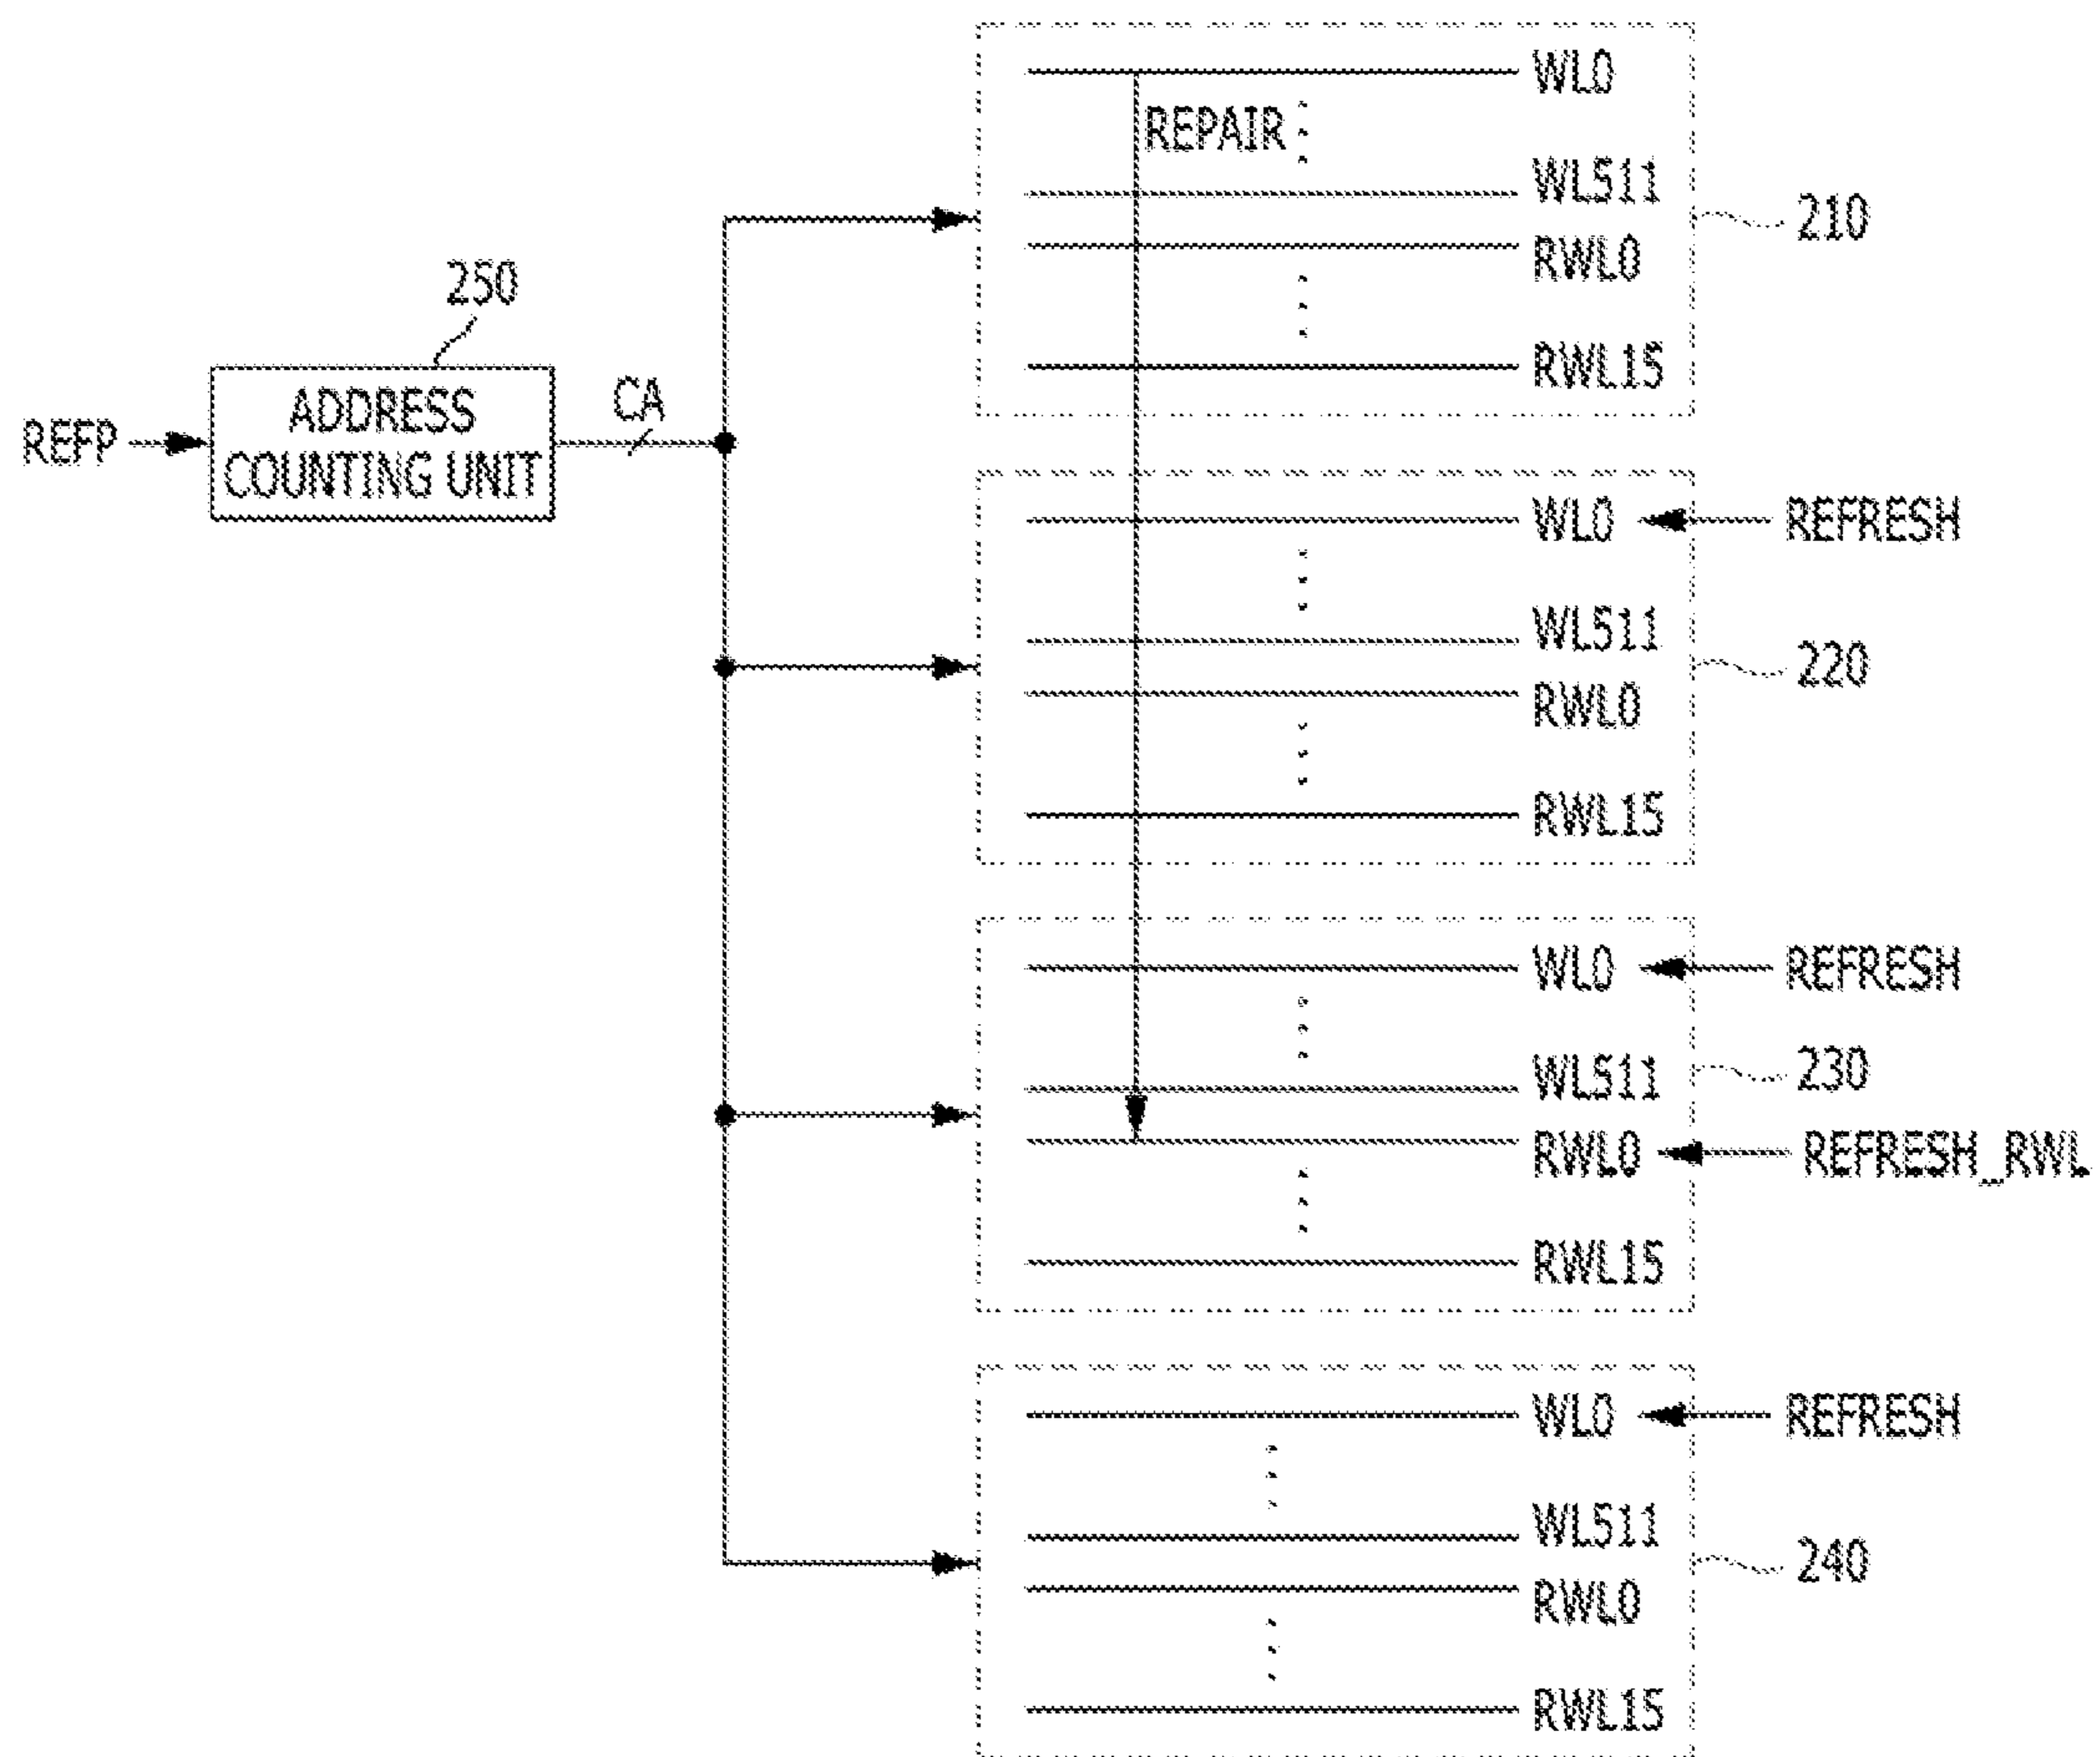 WL0
REPAIR
WL511
210
RWL0
250
RWL15
ADDRESS
COUNTING UNIT
REFP
CA
WL0
REFRESH
WL511
220
RWL0
RWL15
WL0
REFRESH
WL511
230
RWL0
REFRESH_RWL
RWL15
WL0
REFRESH
WL511
240
RWL0
RWL15